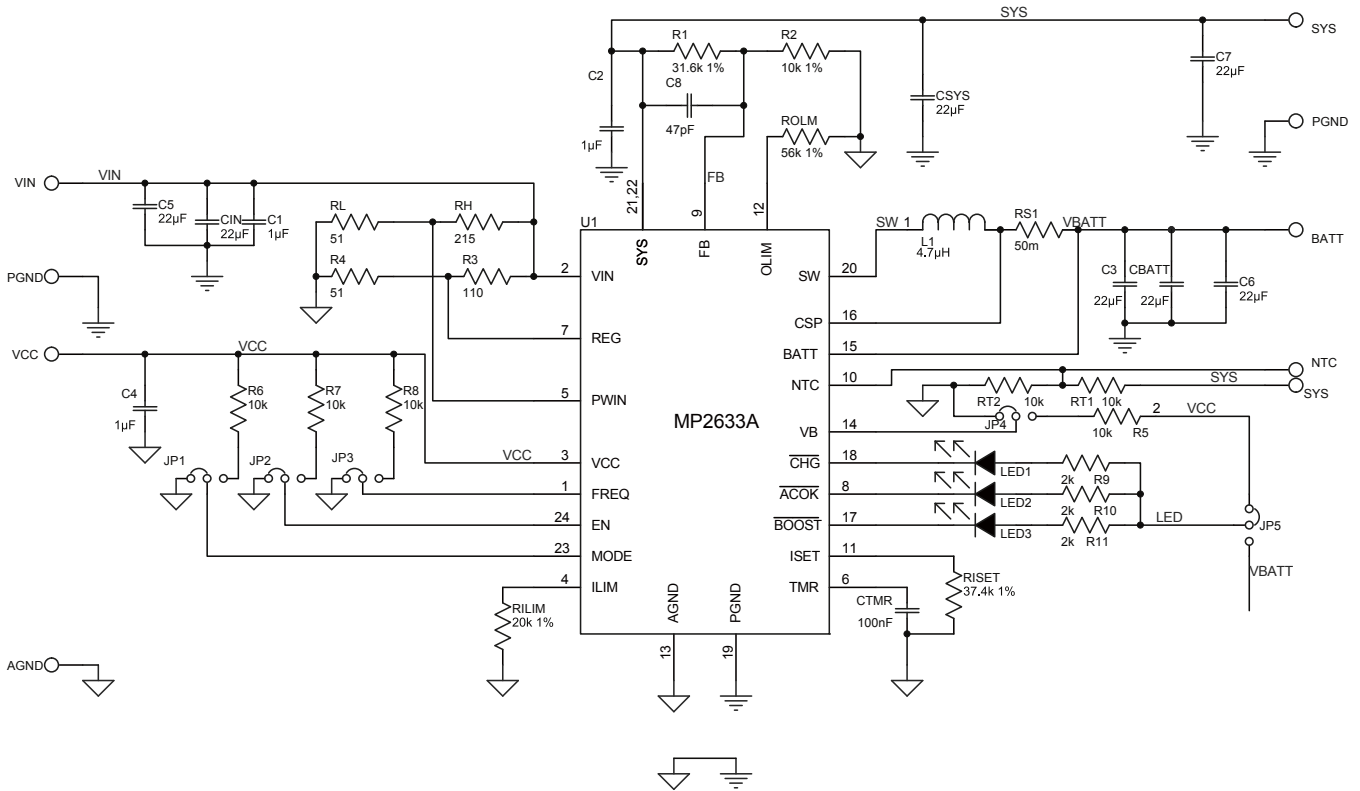 SYS
SYS
R1
31.6k 1%
R2
10k 1%
C7
22µF
C2
C8
47pF
CSYS
22µF
ROLM
56k 1%
1µF
PGND
VIN
VIN
FB
21,22
9
12
C5
22µF
CIN
22µF
C1
1µF
RL
51
RH
215
U1
SYS
FB
OLIM
SW 1
L1
4.7µH
RS1
50m
VBATT
BATT
R4
51
R3
110
2
VIN
SW
20
C3
22µF
CBATT
22µF
C6
22µF
PGND
CSP
16
7
REG
VCC
VCC
BATT
15
NTC
NTC
10
SYS
SYS
C4
1µF
R6
10k
R7
10k
R8
10k
5
PWIN
MP2633A
RT2
10k
RT1
10k
JP4
10k
R5
2
VCC
VB
14
JP1
JP2
JP3
VCC
3
VCC
CHG
18
LED1
2k
R9
1
FREQ
ACOK
8
LED2
2k
R10
24
EN
BOOST
17
LED3
2k
R11
LED
JP5
23
MODE
ISET
11
VBATT
4
ILIM
TMR
6
RISET
37.4k 1%
CTMR
100nF
RILIM
20k 1%
AGND
PGND
13
19
AGND